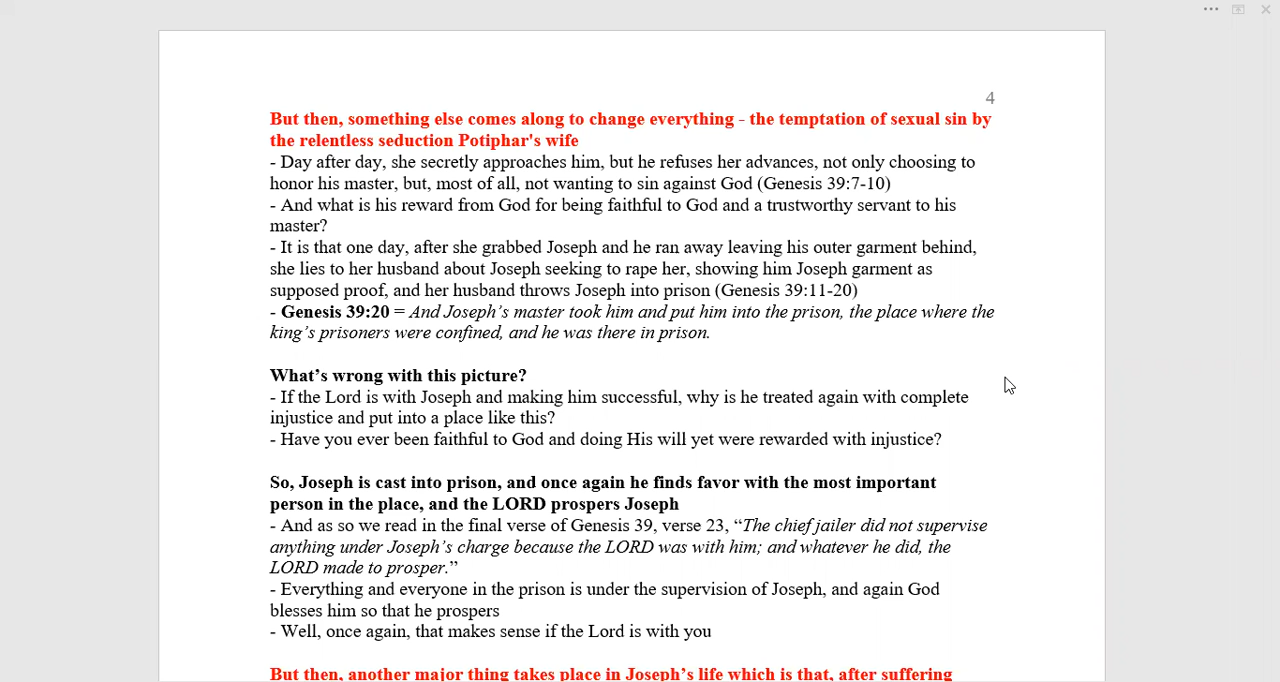 4
But then, something else comes along to change everything - the temptation of sexual sin by
the relentless seduction Potiphar's wife
- Day after day, she secretly approaches him, but he refuses her advances, not only choosing to
honor his master, but, most of all, not wanting to sin against God (Genesis 39:7-10)
- And what is his reward from God for being faithful to God and a trustworthy servant to his
master?
- It is that one day, after she grabbed Joseph and he ran away leaving his outer garment behind,
she lies to her husband about Joseph seeking to rape her, showing him Joseph garment as
supposed proof, and her husband throws Joseph into prison (Genesis 39:11-20)
- Genesis 39:20 = And Joseph’s master took him and put him into the prison, the place where the
king’s prisoners were confined, and he was there in prison.
What’s wrong with this picture?
- If the Lord is with Joseph and making him successful, why is he treated again with complete
injustice and put into a place like this?
- Have you ever been faithful to God and doing His will yet were rewarded with injustice?
So, Joseph is cast into prison, and once again he finds favor with the most important
person in the place, and the LORD prospers Joseph
- And as so we read in the final verse of Genesis 39, verse 23, “The chief jailer did not supervise
anything under Joseph’s charge because the LORD was with him; and whatever he did, the
LORD made to prosper.”
- Everything and everyone in the prison is under the supervision of Joseph, and again God
blesses him so that he prospers
- Well, once again, that makes sense if the Lord is with you
But then, another major thing takes place in Joseph’s life which is that, after suffering